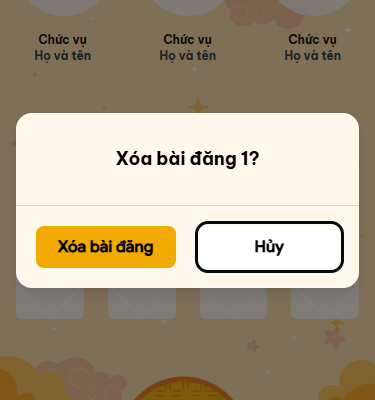 Chức vụ Chức vụ Chức vụ
Họ và tên Họ và tên Họ và tên
Xóa bài đăng 1?
Xóa bài đăng Hủy